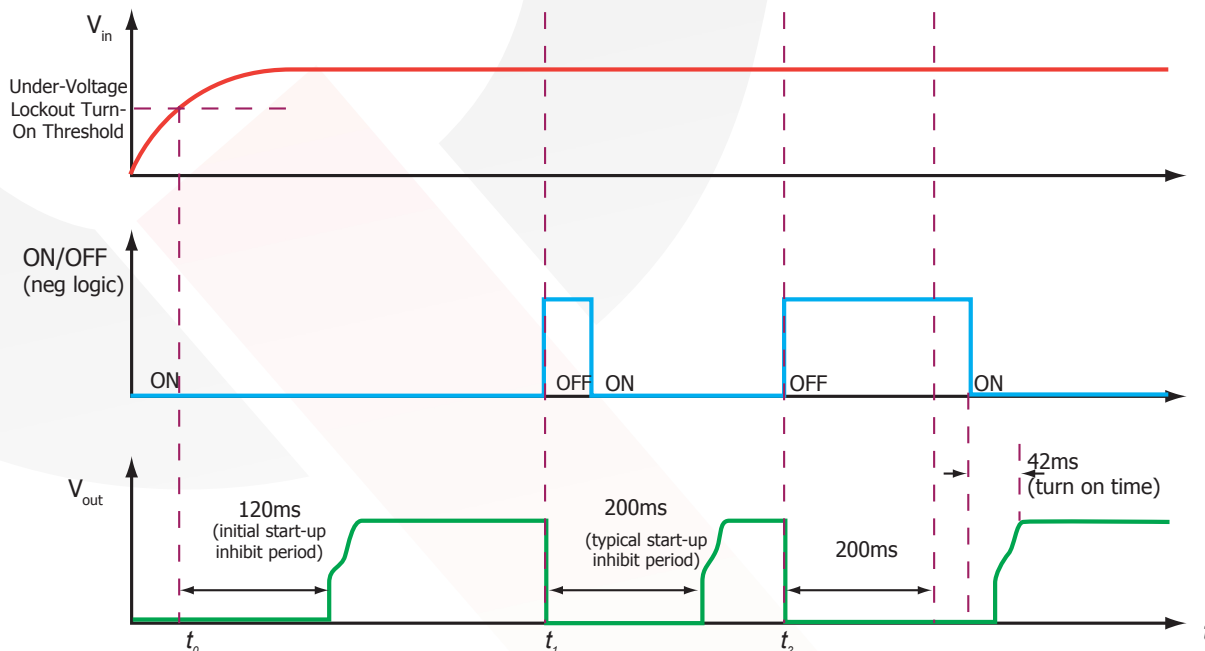 V in
Under-Voltage
Lockout Turn-
On Threshold
ON/OFF
(neg logic)
ON
OFF
ON
OFF
ON
V out
120ms
(initial start-up
inhibit period)
200ms
(typical start-up
inhibit period)
200ms
42ms
(turn on time)
t